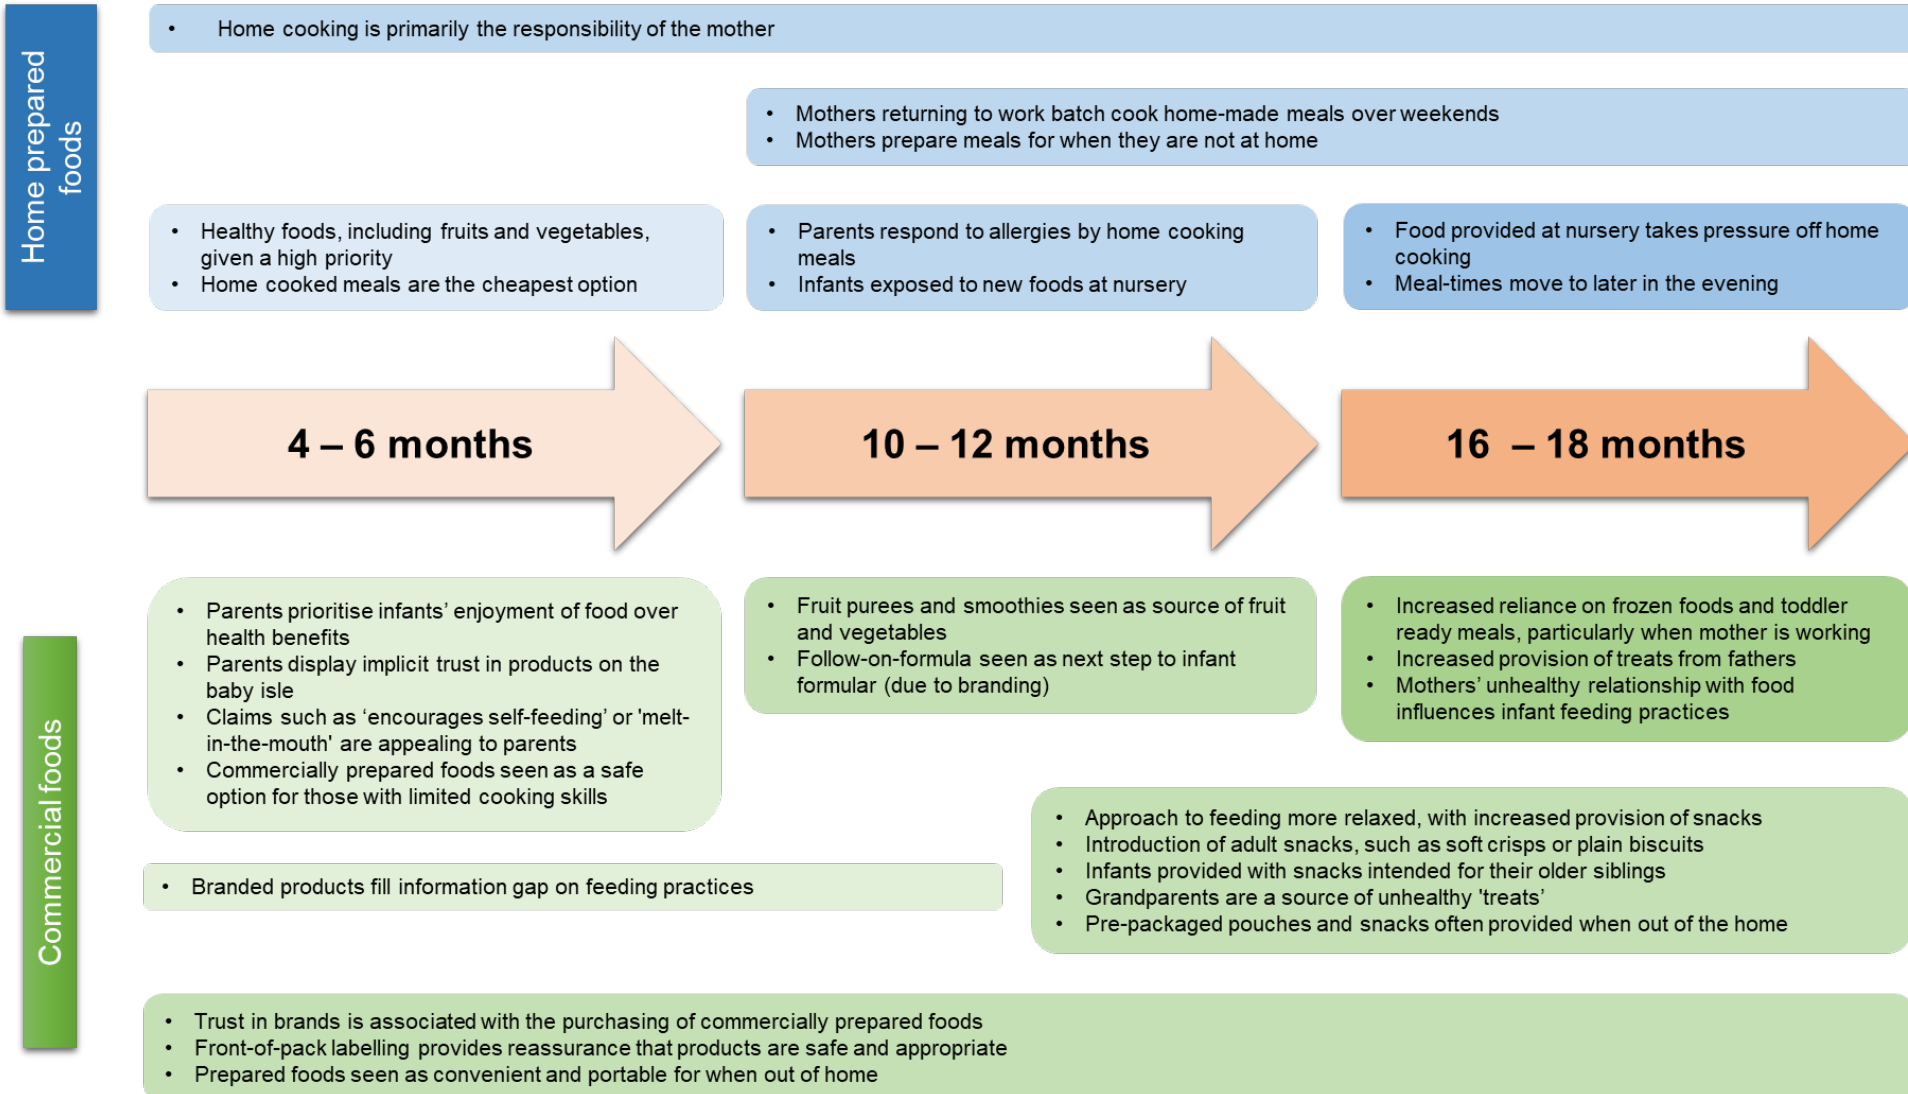 Home prepared
foods
• Home cooking is primarily the responsibility of the mother
• Mothers returning to work batch cook home-made meals over weekends
• Mothers prepare meals for when they are not at home
• Healthy foods, including fruits and vegetables,
given a high priority
• Home cooked meals are the cheapest option
• Parents respond to allergies by home cooking
meals
• Infants exposed to new foods at nursery
• Food provided at nursery takes pressure off home
cooking
• Meal-times move to later in the evening
4 – 6 months
10 – 12 months
16 – 18 months
Commercial foods
• Parents prioritise infants’ enjoyment of food over
health benefits
• Parents display implicit trust in products on the
baby isle
• Claims such as ‘encourages self-feeding’ or 'melt-
in-the-mouth' are appealing to parents
• Commercially prepared foods seen as a safe
option for those with limited cooking skills
• Fruit purees and smoothies seen as source of fruit
and vegetables
• Follow-on-formula seen as next step to infant
formular (due to branding)
• Increased reliance on frozen foods and toddler
ready meals, particularly when mother is working
• Increased provision of treats from fathers
• Mothers’ unhealthy relationship with food
influences infant feeding practices
• Branded products fill information gap on feeding practices
• Approach to feeding more relaxed, with increased provision of snacks
• Introduction of adult snacks, such as soft crisps or plain biscuits
• Infants provided with snacks intended for their older siblings
• Grandparents are a source of unhealthy 'treats’
• Pre-packaged pouches and snacks often provided when out of the home
• Trust in brands is associated with the purchasing of commercially prepared foods
• Front-of-pack labelling provides reassurance that products are safe and appropriate
• Prepared foods seen as convenient and portable for when out of home